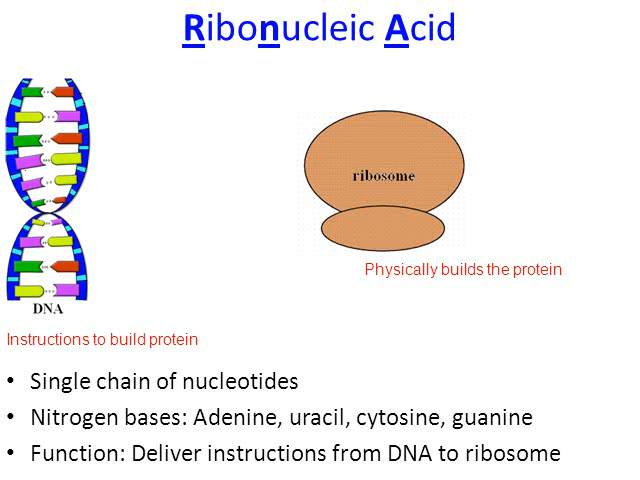 Ribonucleic Acid
ribosome
Physically builds the protein
DNA
Instructions to build protein
• Single chain of nucleotides
• Nitrogen bases: Adenine, uracil, cytosine, guanine
• Function: Deliver instructions from DNA to ribosome